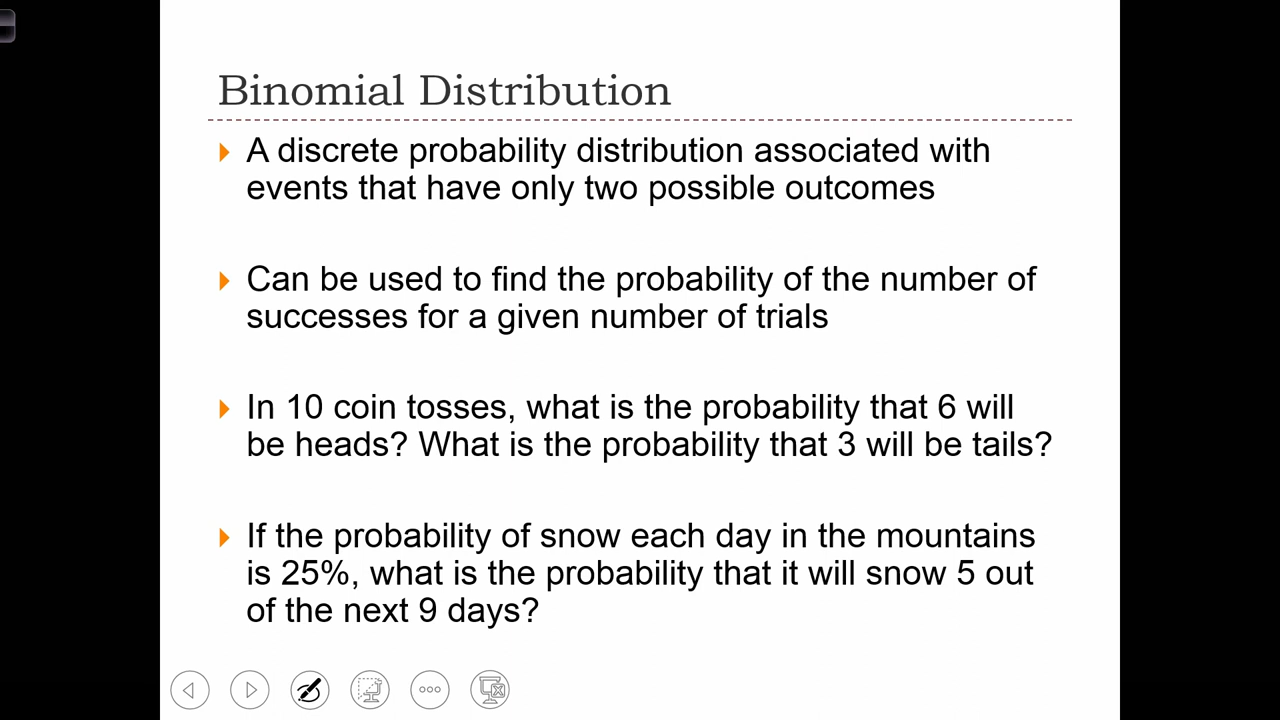 Binomial Distribution
A discrete probability distribution associated with
events that have only two possible outcomes
Can be used to find the probability of the number of
successes for a given number of trials
In 10 coin tosses, what is the probability that 6 will
be heads? What is the probability that 3 will be tails?
If the probability of snow each day in the mountains
is 25%, what is the probability that it will snow 5 out
of the next 9 days?